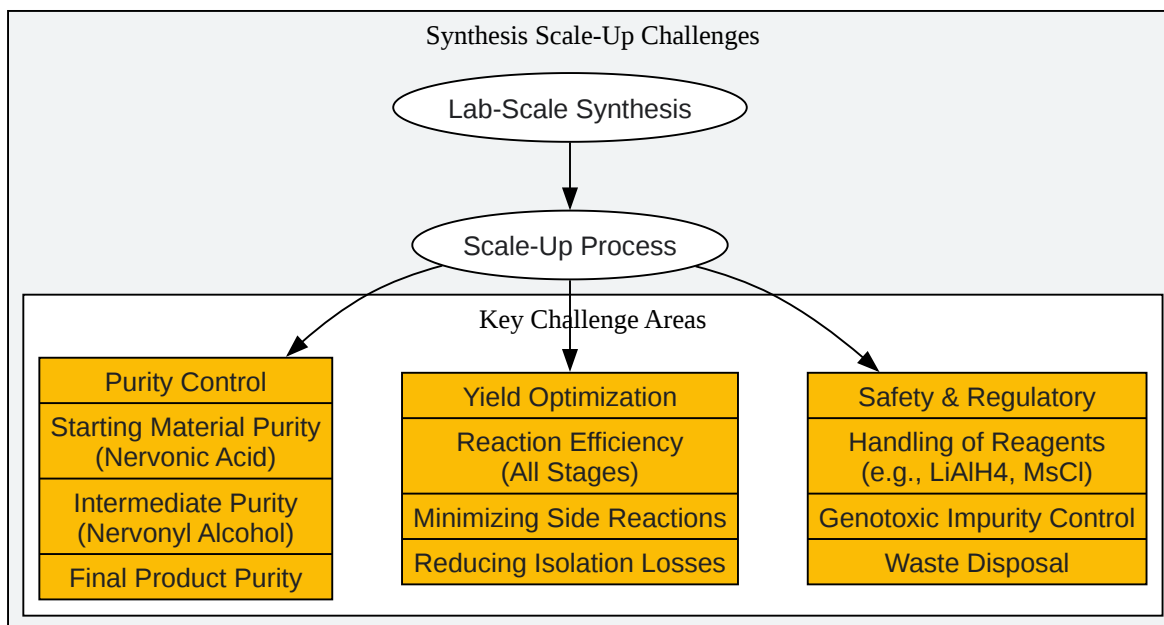 Synthesis Scale-Up Challenges
Lab-Scale Synthesis
Scale-Up Process
Key Challenge Areas
Purity Control
Starting Material Purity
(Nervonic Acid)
Intermediate Purity
(Nervonyl Alcohol)
Final Product Purity
Yield Optimization
Reaction Efficiency
(All Stages)
Minimizing Side Reactions
Reducing Isolation Losses
Safety & Regulatory
Handling of Reagents
(e.g., LiAlH4, MsCl)
Genotoxic Impurity Control
Waste Disposal